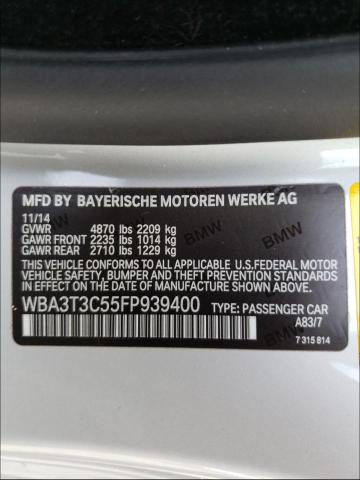 MFD BY BAYERISCHE MOTOREN WERKE AG
11/14
GVWR 4870 lbs 2209 kg
GAWR FRONT 2235 lbs 1014 kg
GAWR REAR 2710 lbs 1229 kg
THIS VEHICLE CONFORMS TO ALL APPLICABLE
U.S. FEDERAL MOTOR VEHICLE STANDARDS
VEHICLE SAFETY, BUMPER AND THEFT PREVENTION
IN EFFECT ON DATE OF MANUFACTURE SHOWN ABOVE.
WBA3T3C55FP939400 TYPE: PASSENGER CAR
A83/7
7 315 814